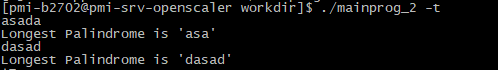 [pmi-b2702@pmi-srv-openscaler workdir]$ ./mainprog_2 -t
asada
Longest Palindrome is 'asa'
dasad
Longest Palindrome is 'dasad'